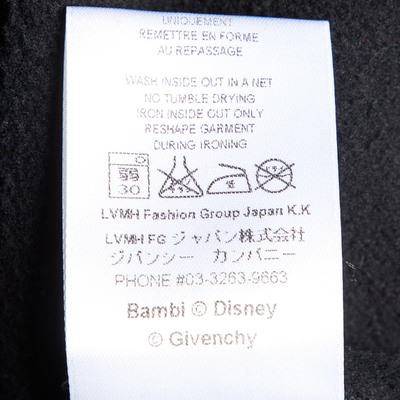 UNIQUEMENT
REMETTRE EN FORME
AU REPASSAGE
WASH INSIDE OUT IN A NET
NO TUMBLE DRYING
IRON INSIDE OUT ONLY
RESHAPE GARMENT
DURING IRONING
30 低
LVMH Fashion Group Japan K.K
LVMH FG ジャパン株式会社
ジバンシー カンパニー
PHONE #03-3263-9663
Bambi © Disney
© Givenchy